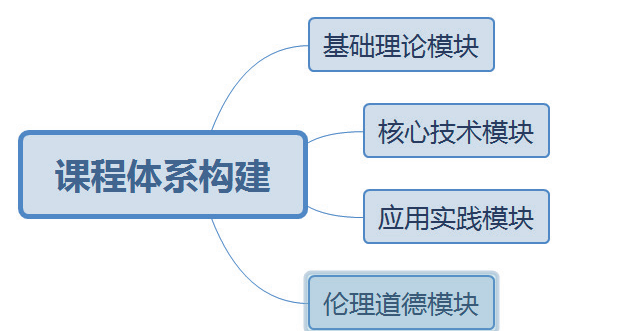 基础理论模块
核心技术模块
课程体系构建
应用实践模块
伦理道德模块